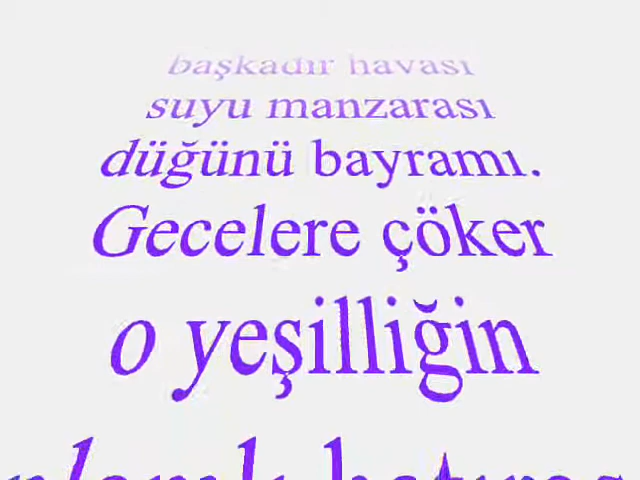 başkadır havası
suyu manzarası
düğünü bayramı.
Gecelere çöker
o yeşilliğin